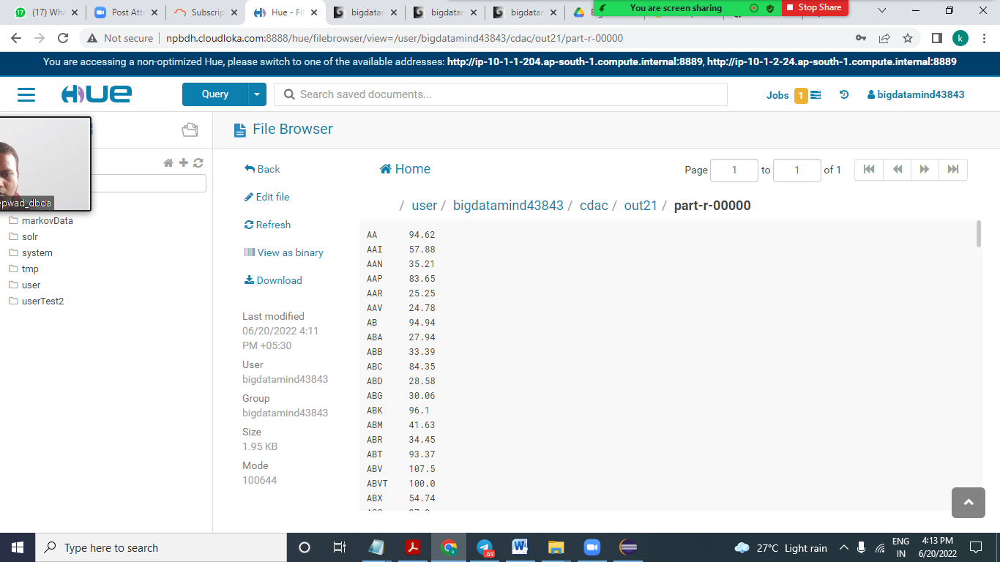 (17) Wha
Post Atte
Subscrip
Hue - Fil
bigdatam
bigdatam
bigdatam
You are screen sharing
Stop Share
Not secure
npbdh.cloudloka.com:8888/hue/filebrowser/view=/user/bigdatamind43843/cdac/out21/part-r-00000
k
You are accessing a non-optimized Hue, please switch to one of the available addresses: http://ip-10-1-1-204.ap-south-1.compute.internal:8889, http://ip-10-1-2-24.ap-south-1.compute.internal:8889
HUE
Query
Search saved documents...
Jobs 1
bigdatamind43843
epwad_dbda
markovData
solr
system
tmp
user
userTest2
File Browser
Back
Edit file
Refresh
View as binary
Download
Last modified
06/20/2022 4:11
PM +05:30
User
bigdatamind43843
Group
bigdatamind43843
Size
1.95 KB
Mode
100644
Home
Page 1 to 1 of 1
/ user / bigdatamind43843 / cdac / out21 / part-r-00000
AA 94.62
AAI 57.88
AAN 35.21
AAP 83.65
AAR 25.25
AAV 24.78
AB 94.94
ABA 27.94
ABB 33.39
ABC 84.35
ABD 28.58
ABG 30.06
ABK 96.1
ABM 41.63
ABR 34.45
ABT 93.37
ABV 107.5
ABVT 100.0
ABX 54.74
Type here to search
.69
27°C Light rain
ENG
IN
4:13 PM
6/20/2022